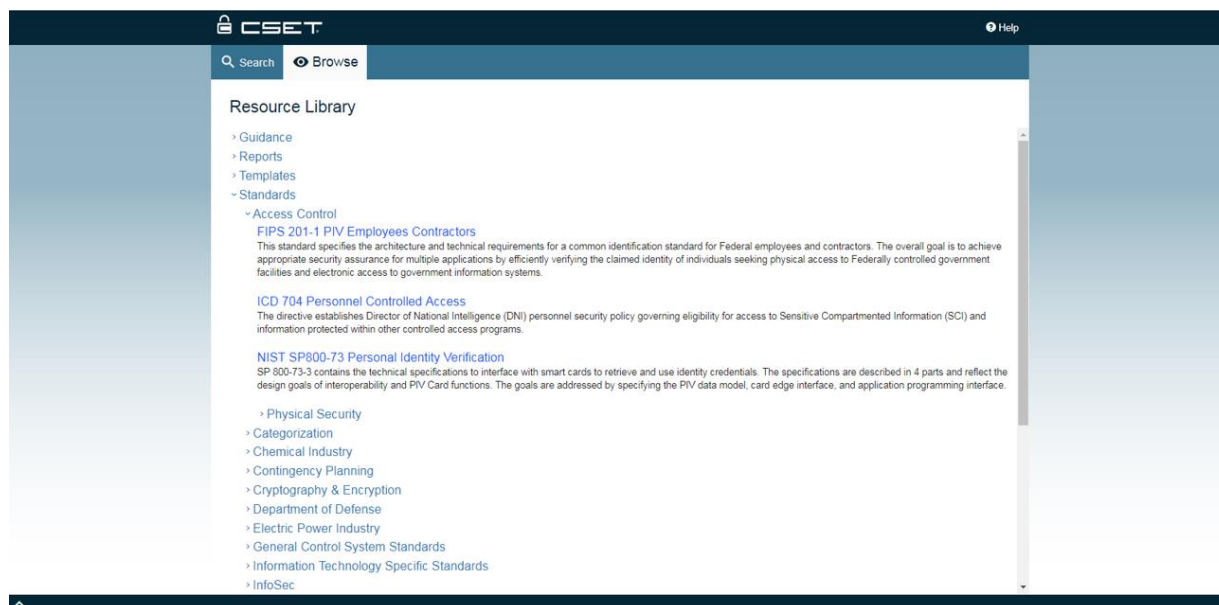 CSET
Help
Search
Browse
Resource Library
Guidance
Reports
Templates
Standards
Access Control
FIPS 201-1 PIV Employees Contractors
This standard specifies the architecture and technical requirements for a common identification standard for Federal employees and contractors. The overall goal is to achieve
appropriate security assurance for multiple applications by efficiently verifying the claimed identity of individuals seeking physical access to Federally controlled government
facilities and electronic access to government information systems.
ICD 704 Personnel Controlled Access
The directive establishes Director of National Intelligence (DNI) personnel security policy governing eligibility for access to Sensitive Compartmented Information (SCI) and
information protected within other controlled access programs.
NIST SP800-73 Personal Identity Verification
SP 800-73-3 contains the technical specifications to interface with smart cards to retrieve and use identity credentials. The specifications are described in 4 parts and reflect the
design goals of interoperability and PIV Card functions. The goals are addressed by specifying the PIV data model, card edge interface, and application programming interface.
Physical Security
Categorization
Chemical Industry
Contingency Planning
Cryptography & Encryption
Department of Defense
Electric Power Industry
General Control System Standards
Information Technology Specific Standards
InfoSec